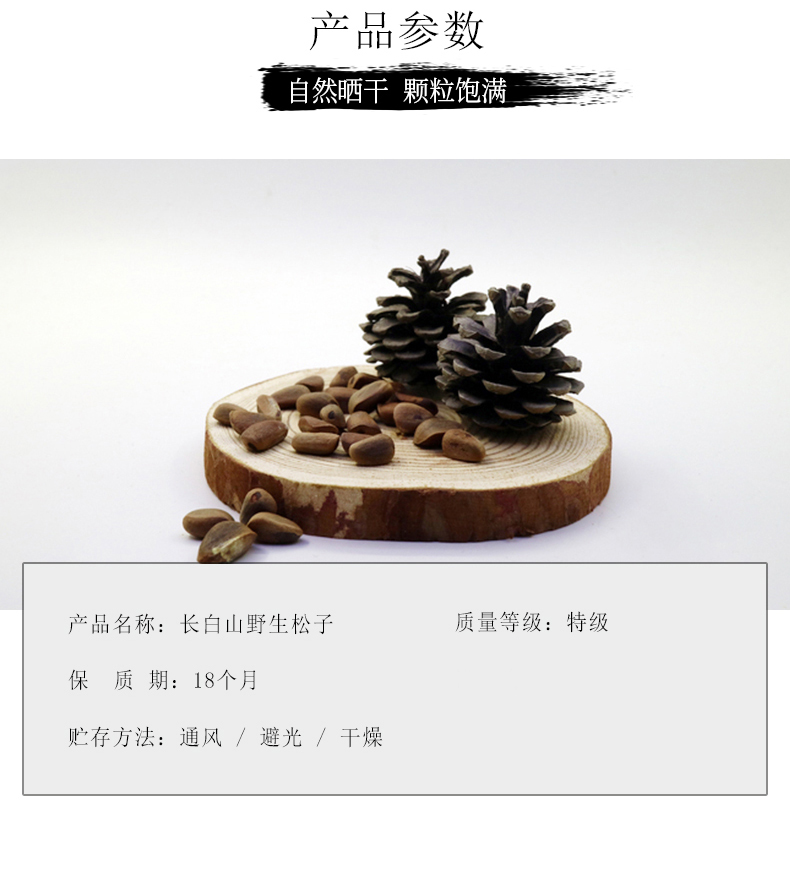 产品参数
自然晒干 颗粒饱满
产品名称：长白山野生松子
质量等级：特级
保 质 期：18个月
贮存方法：通风 / 避光 / 干燥